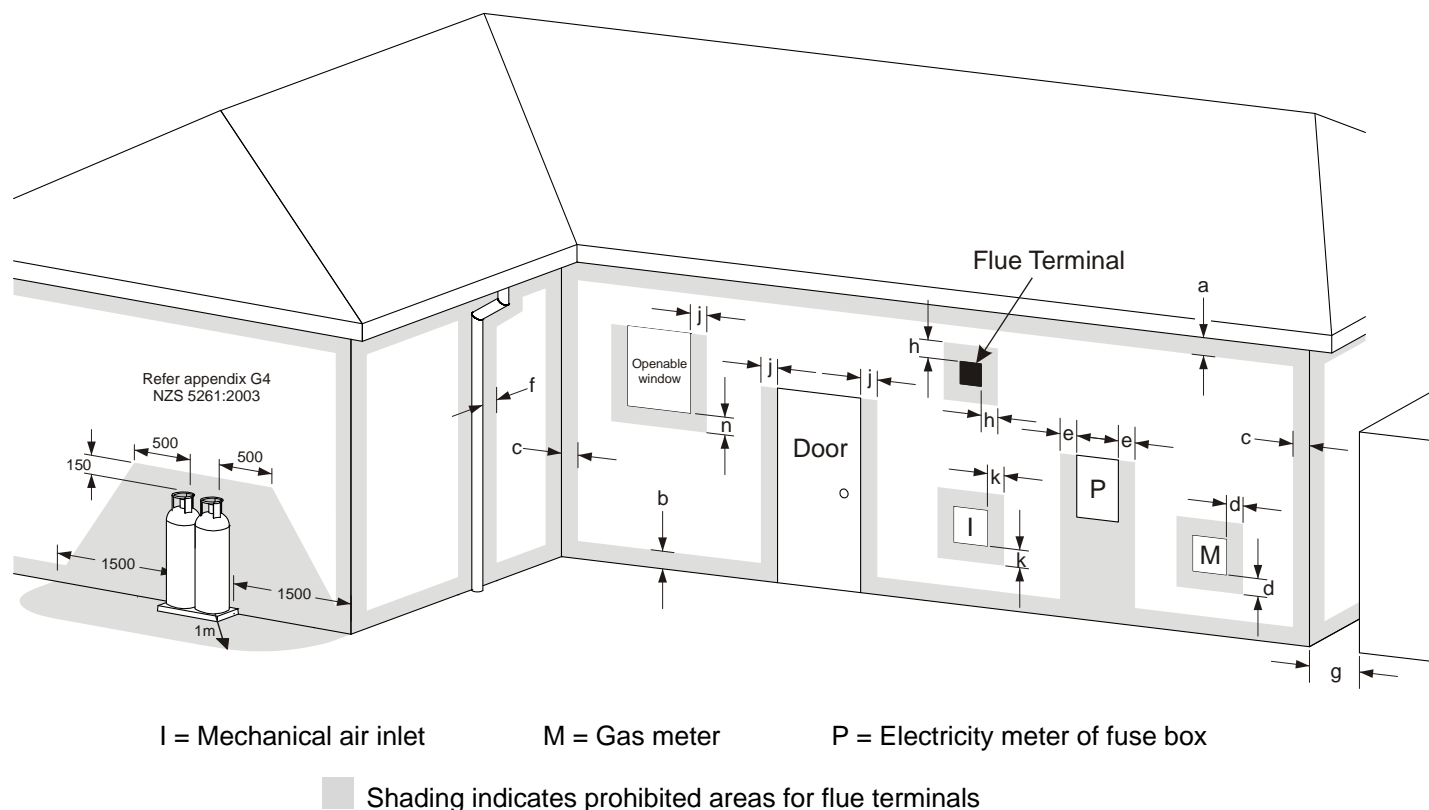 Flue Terminal
a
j
h
Openable
window
j
j
Refer appendix G4
NZS 5261:2003
f
n
h
e
e
c
c
Door
500
500
150
P
k
d
b
I
M
k
d
1500
1500
1m
g
I = Mechanical air inlet
M = Gas meter
P = Electricity meter of fuse box
Shading indicates prohibited areas for flue terminals